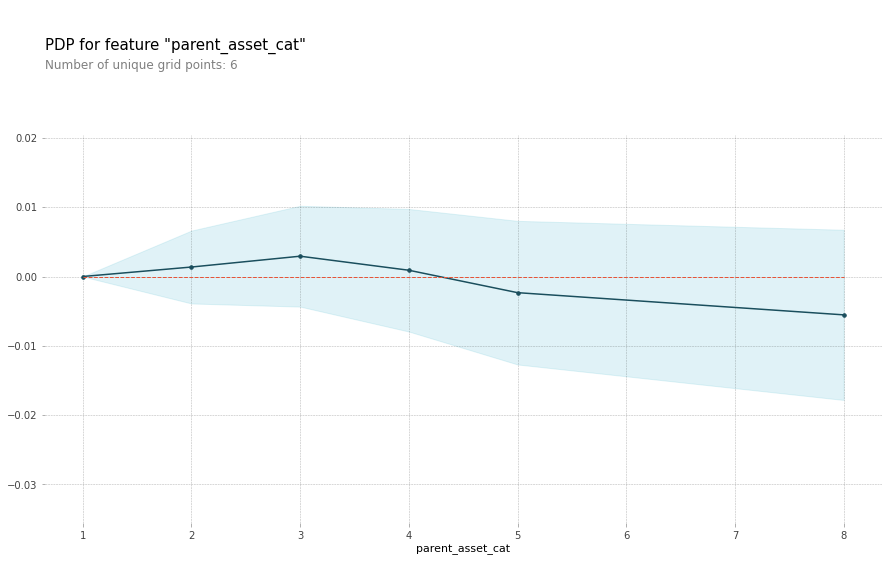 PDP for feature "parent_asset_cat"
Number of unique grid points: 6
0.02
0.01
0.00
−0.01
−0.02
−0.03
1 2 3 4 5 6 7 8
parent_asset_cat